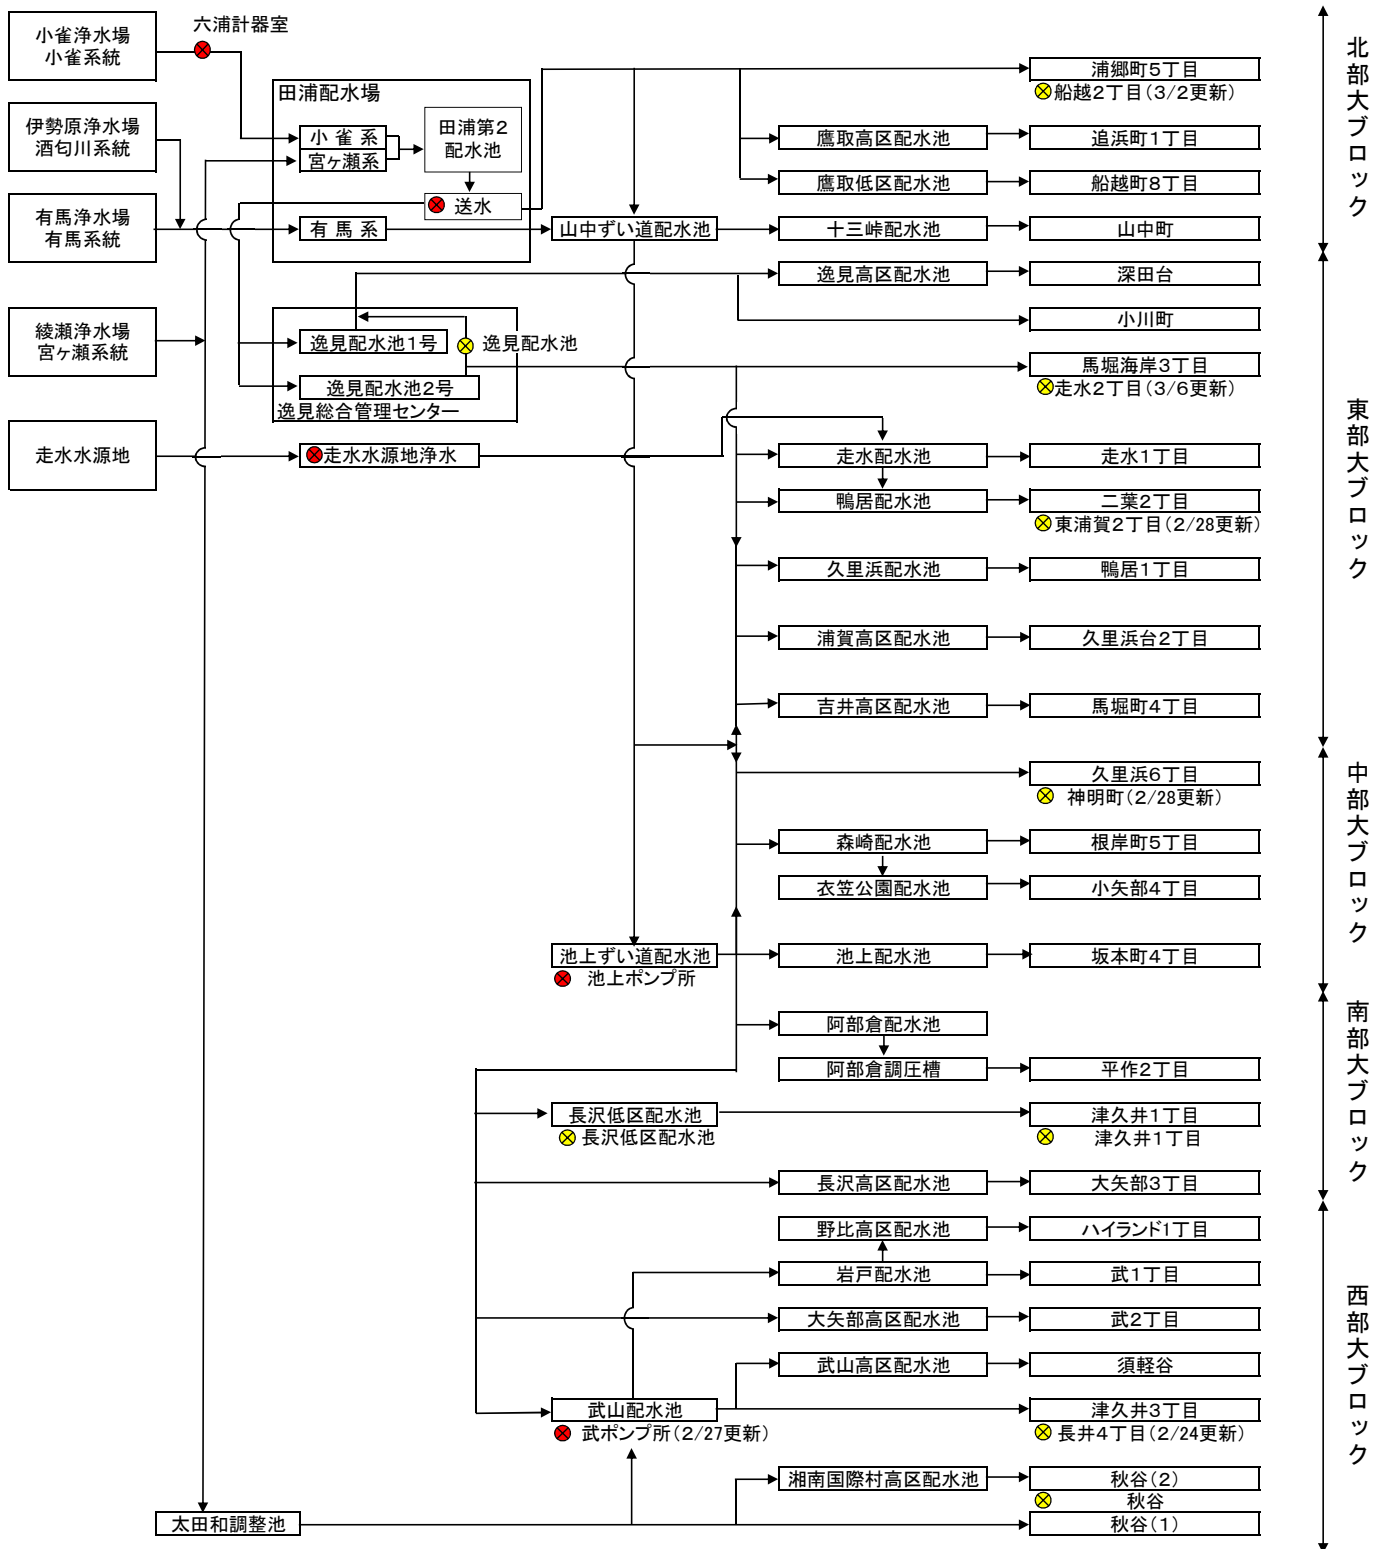 六浦計器室
小雀浄水場
小雀系統
伊勢原浄水場
酒匂川系統
有馬浄水場
有馬系統
綾瀬浄水場
宮ヶ瀬系統
走水水源地
田浦配水場
小雀系
宮ヶ瀬系
田浦第2
配水池
送水
有馬系
山中ずい道配水池
逸見配水池1号
逸見配水池
逸見配水池2号
逸見総合管理センター
走水水源地浄水
浦郷町5丁目
船越2丁目(3/2更新)
鷹取高区配水池
追浜町1丁目
鷹取低区配水池
船越町8丁目
十三峠配水池
山中町
逸見高区配水池
深田台
小川町
馬堀海岸3丁目
走水2丁目(3/6更新)
走水配水池
走水1丁目
鴨居配水池
二葉2丁目
東浦賀2丁目(2/28更新)
久里浜配水池
鴨居1丁目
浦賀高区配水池
久里浜台2丁目
吉井高区配水池
馬堀町4丁目
久里浜6丁目
神明町(2/28更新)
森崎配水池
根岸町5丁目
衣笠公園配水池
小矢部4丁目
池上ずい道配水池
池上ポンプ所
池上配水池
坂本町4丁目
阿部倉配水池
阿部倉調圧槽
平作2丁目
長沢低区配水池
長沢低区配水池
津久井1丁目
津久井1丁目
長沢高区配水池
大矢部3丁目
野比高区配水池
ハイランド1丁目
岩戸配水池
武1丁目
大矢部高区配水池
武2丁目
武山高区配水池
須軽谷
武山配水池
武ポンプ所(2/27更新)
津久井3丁目
長井4丁目(2/24更新)
湘南国際村高区配水池
秋谷(2)
秋谷
太田和調整池
秋谷(1)
北部大ブロック
東部大ブロック
中部大ブロック
南部大ブロック
西部大ブロック